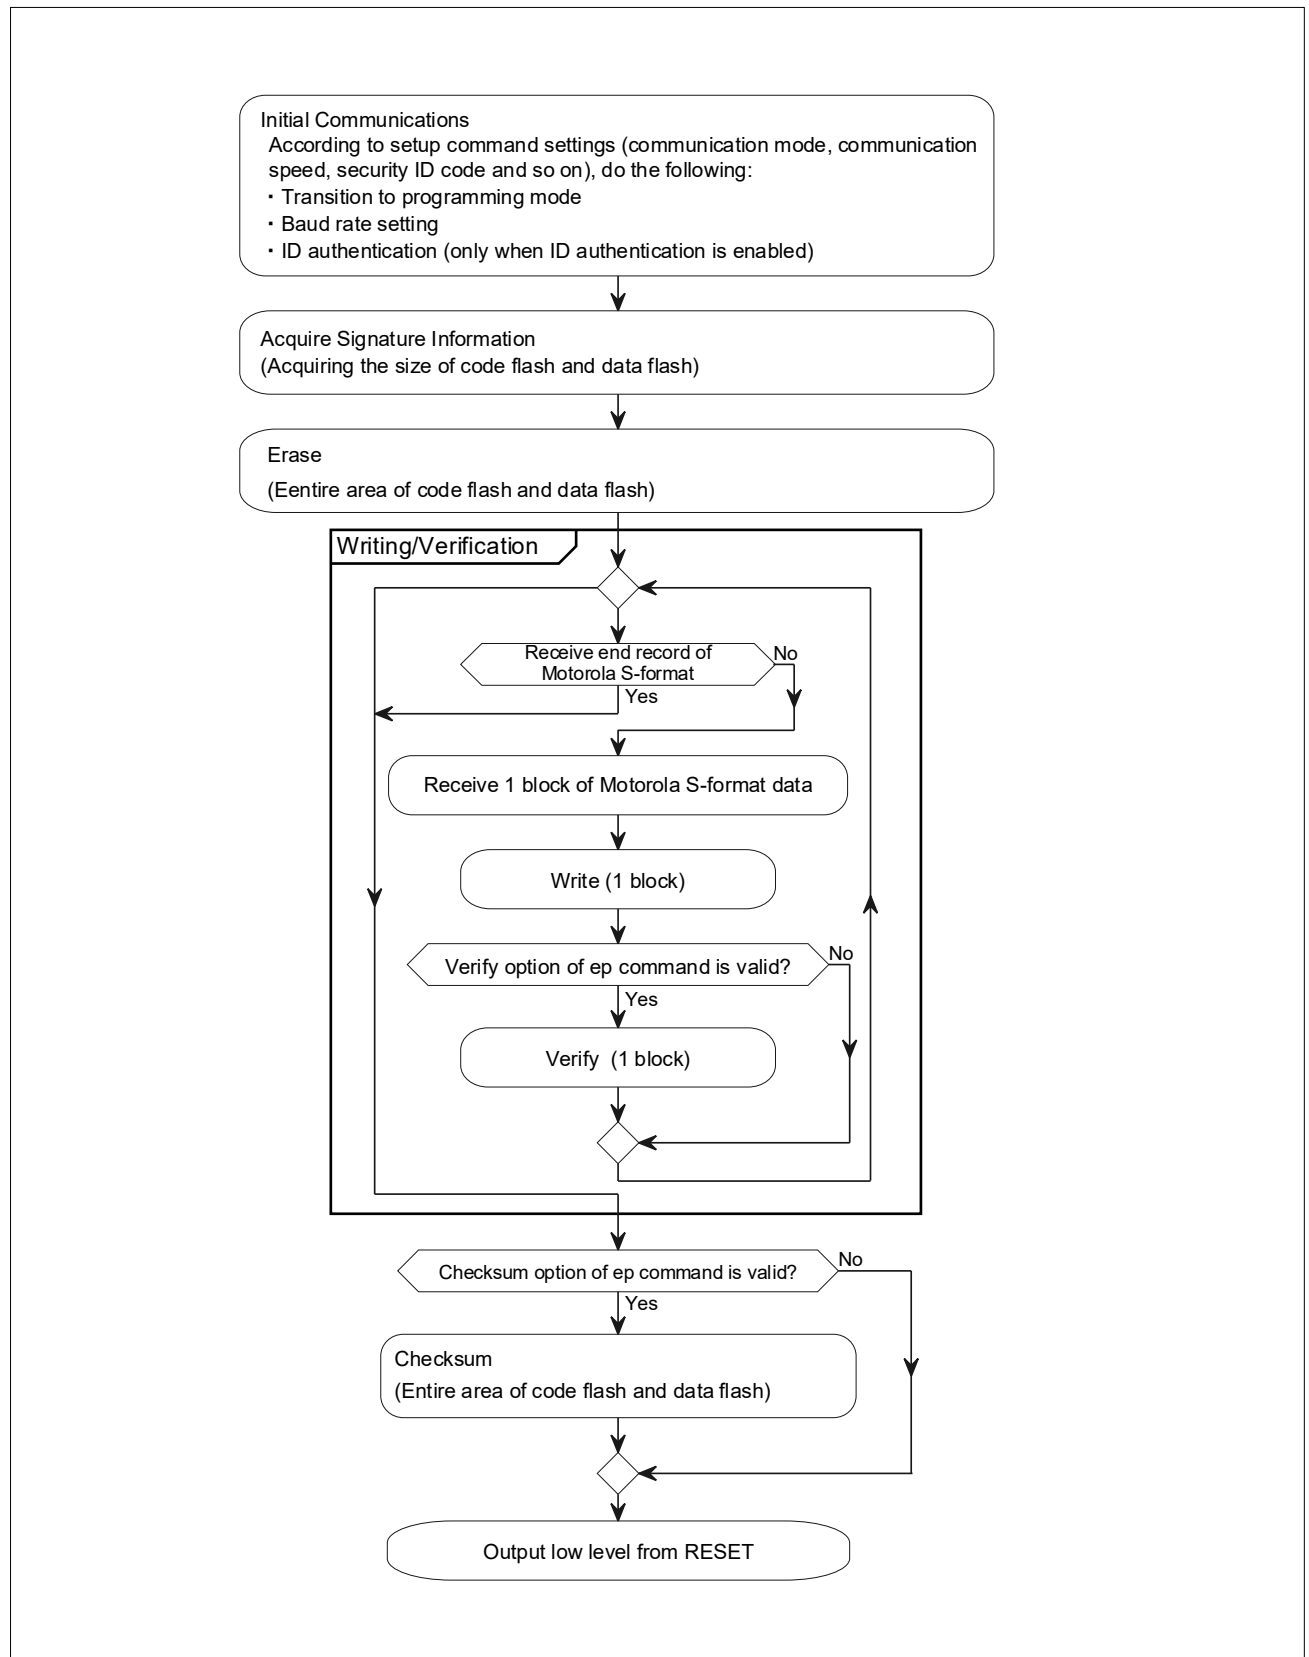 Initial Communications
According to setup command settings (communication mode, communication
speed, security ID code and so on), do the following:
・Transition to programming mode
・Baud rate setting
・ID authentication (only when ID authentication is enabled)
Acquire Signature Information
(Acquiring the size of code flash and data flash)
Erase
(Eentire area of code flash and data flash)
Writing/Verification
Receive end record of
Motorola S-format
No
Yes
Receive 1 block of Motorola S-format data
Write (1 block)
Verify option of ep command is valid?
No
Yes
Verify  (1 block)
Checksum option of ep command is valid?
No
Yes
Checksum
(Entire area of code flash and data flash)
Output low level from RESET